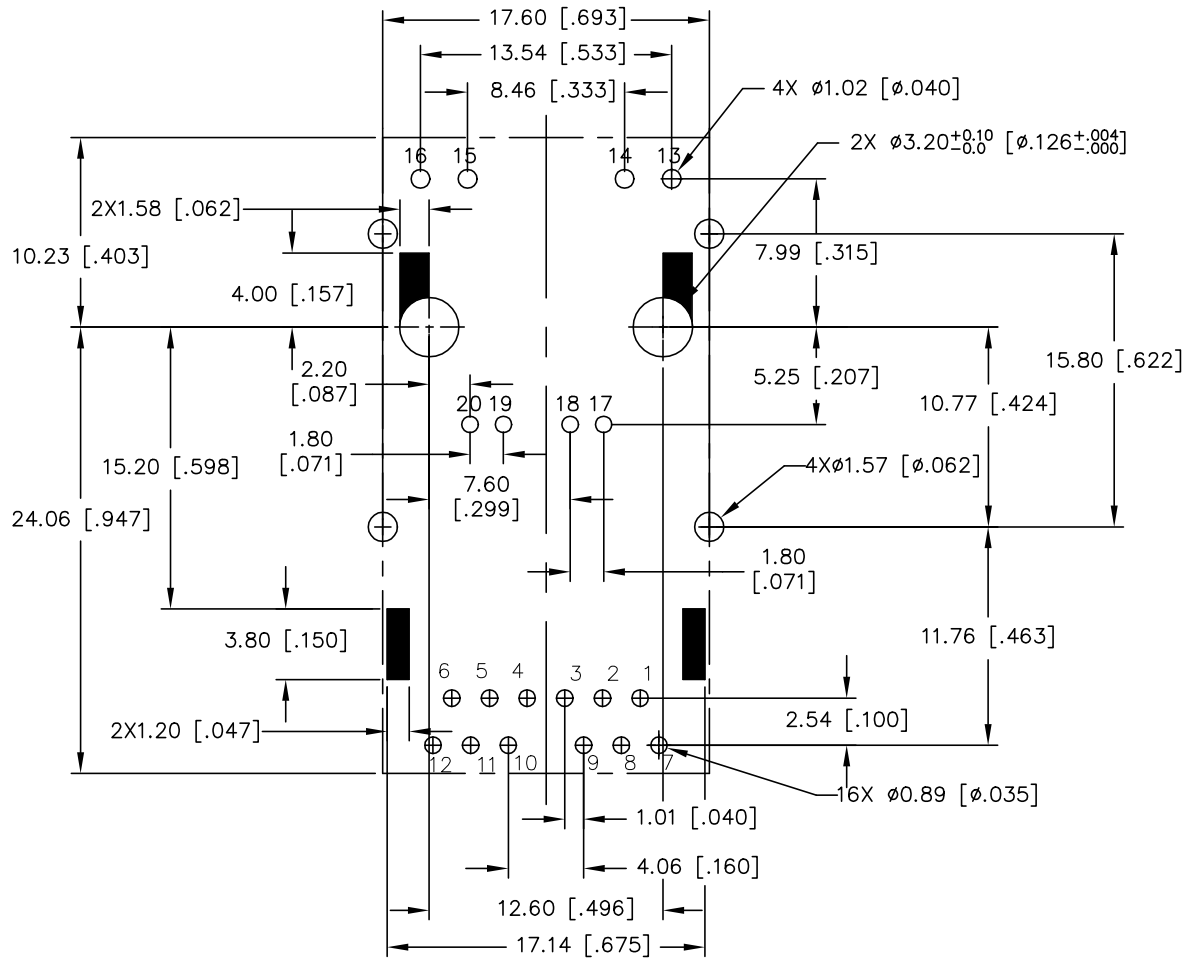 17.60 [.693]
13.54 [.533]
8.46 [.333]
4X ø1.02 [ø.040]
2X ø3.20+0.10 -0.0 [ø.126+.004 -.000]
16 15 14 13
2X1.58 [.062]
10.23 [.403]
7.99 [.315]
4.00 [.157]
15.80 [.622]
2.20
[.087]
5.25 [.207]
20 19 18 17
10.77 [.424]
1.80
[.071]
15.20 [.598]
4Xø1.57 [ø.062]
7.60
[.299]
24.06 [.947]
1.80
[.071]
3.80 [.150]
11.76 [.463]
6 5 4 3 2 1
2.54 [.100]
2X1.20 [.047]
12 11 10 9 8 7
16X ø0.89 [ø.035]
1.01 [.040]
4.06 [.160]
12.60 [.496]
17.14 [.675]